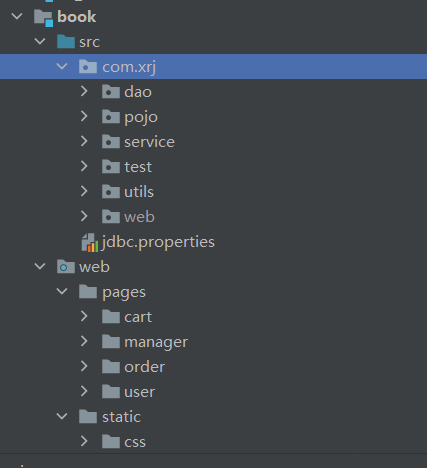 book
src
com.xrj
dao
pojo
service
test
utils
web
jdbc.properties
web
pages
cart
manager
order
user
static
css